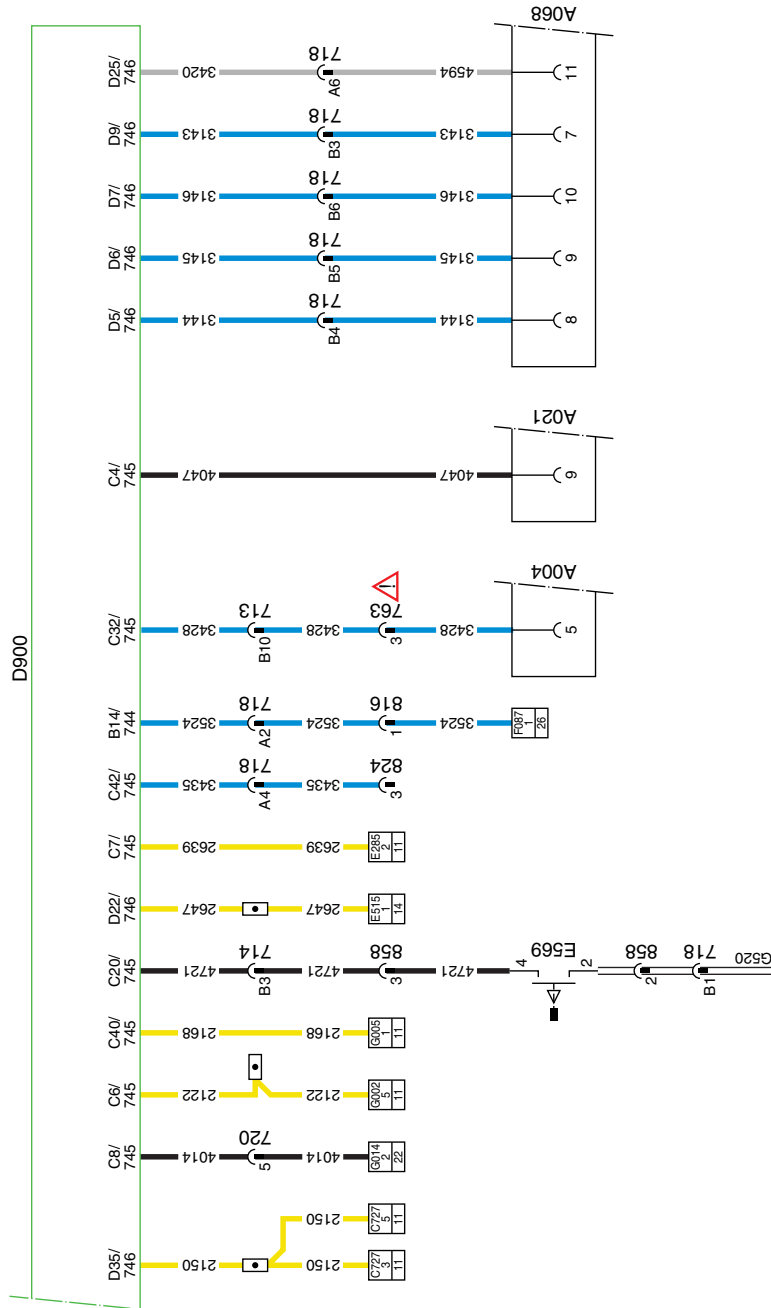 D900
D25/
746
3420
718
A6
4594
11
A068
D9/
746
3143
718
B3
3143
7
D7/
746
3146
718
B6
3146
10
D6/
746
3145
718
B5
3145
9
D5/
746
3144
718
B4
3144
8
C4/
745
4047
4047
9
A021
C32/
745
3428
713
B10
3428
763
3
!
3428
5
A004
B14/
744
3524
718
A2
3524
816
1
3524
F087
1
26
C42/
745
3435
718
A4
3435
824
3
C7/
745
2639
2639
E285
2
11
D22/
746
2647
2647
E515
1
14
C20/
745
4721
714
B3
4721
858
3
4721
4
E569
2
858
2
718
B1
G520
C40/
745
2168
2168
G005
1
11
C6/
745
2122
2122
G002
5
11
C8/
745
4014
720
5
4014
G014
2
22
D35/
746
2150
2150
C727
5
11
2150
C727
3
11